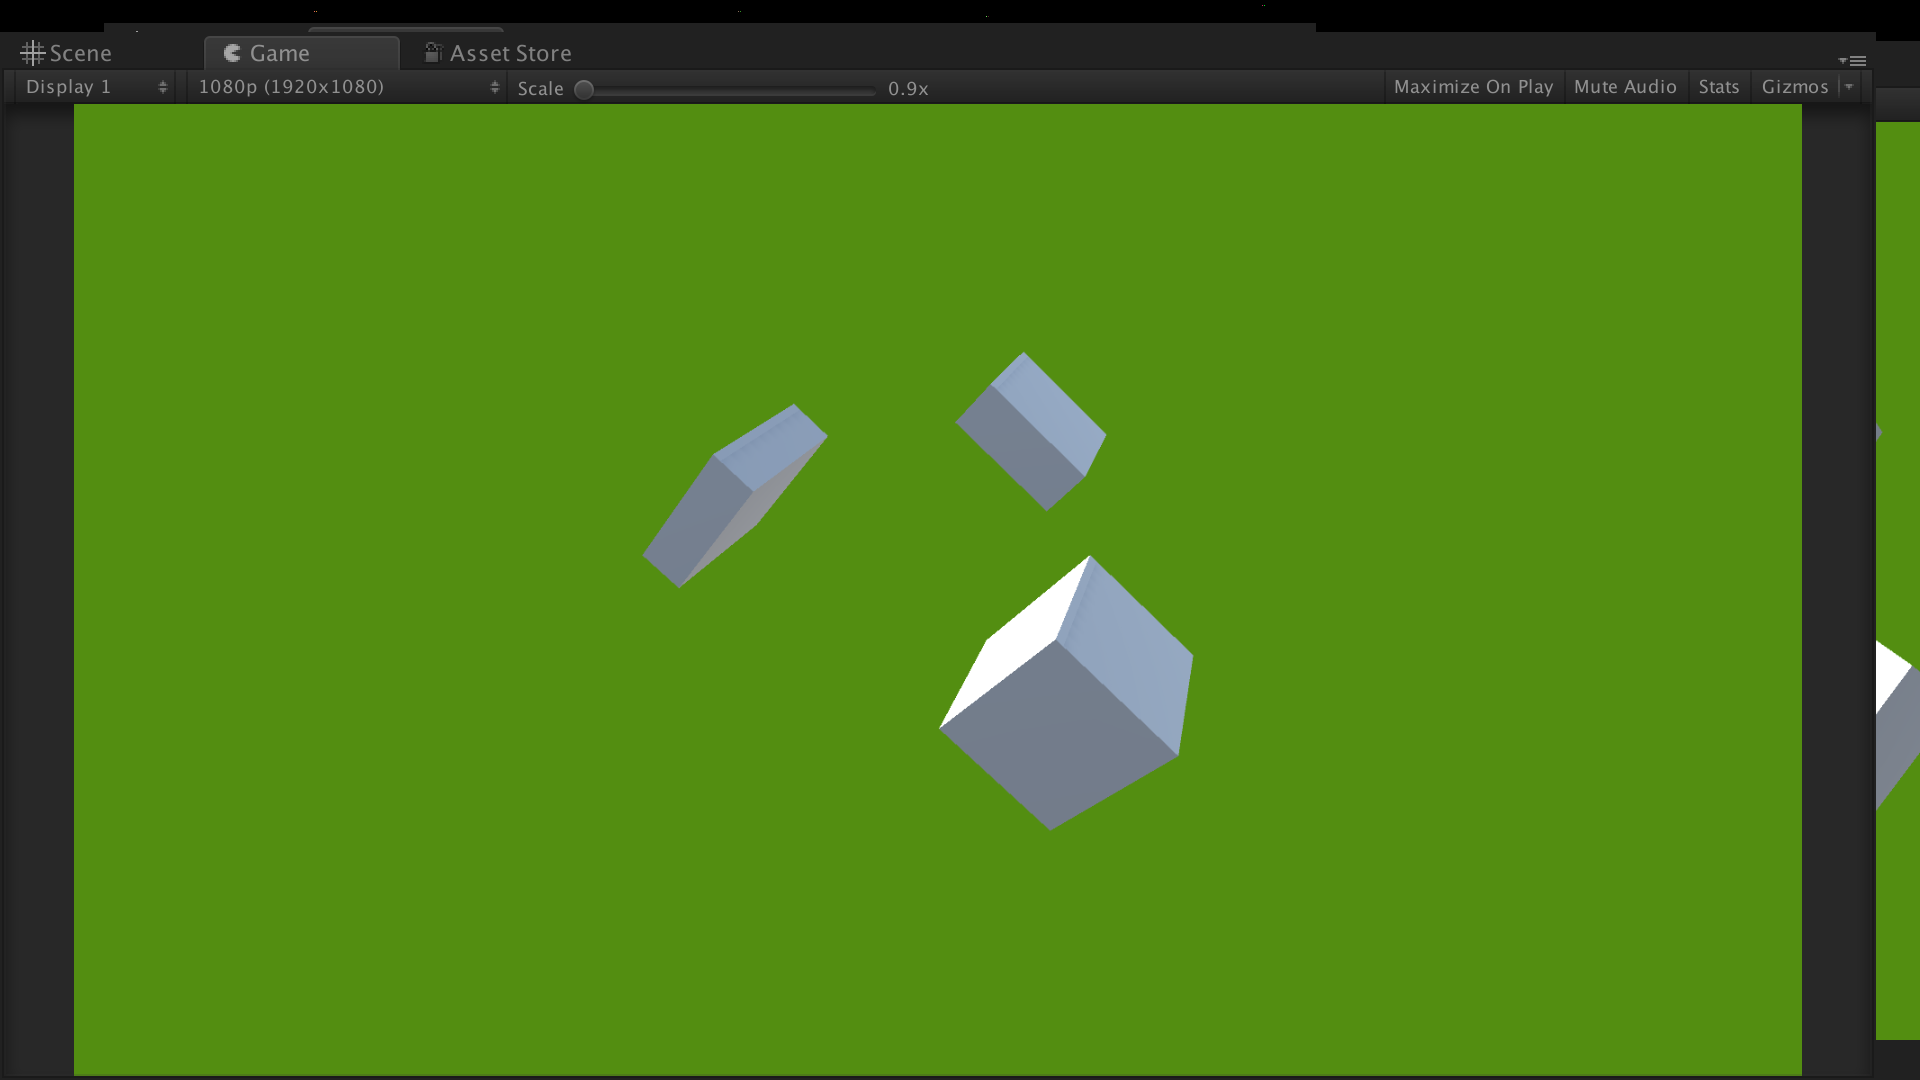 Scene Game Asset Store
Display 1 1080p (1920x1080) Scale 0.9x Maximize On Play Mute Audio Stats Gizmos